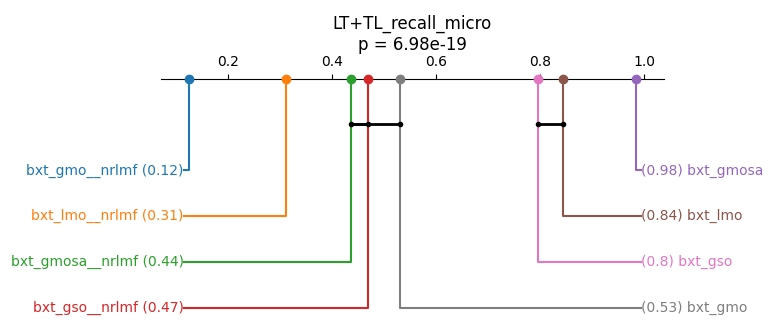 LT+TL_recall_micro
p = 6.98e-19
0.2 0.4 0.6 0.8 1.0
bxt_gmo__nrlmf (0.12) (0.98) bxt_gmosa
bxt_lmo__nrlmf (0.31) (0.84) bxt_lmo
bxt_gmosa__nrlmf (0.44) (0.8) bxt_gso
bxt_gso__nrlmf (0.47) (0.53) bxt_gmo